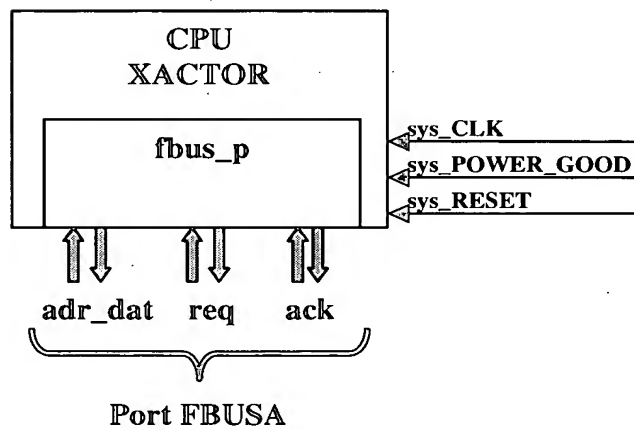 CPU
XACTOR
fbus_p
sys_CLK
sys_POWER_GOOD
sys_RESET
adr_dat req ack
Port FBUSA